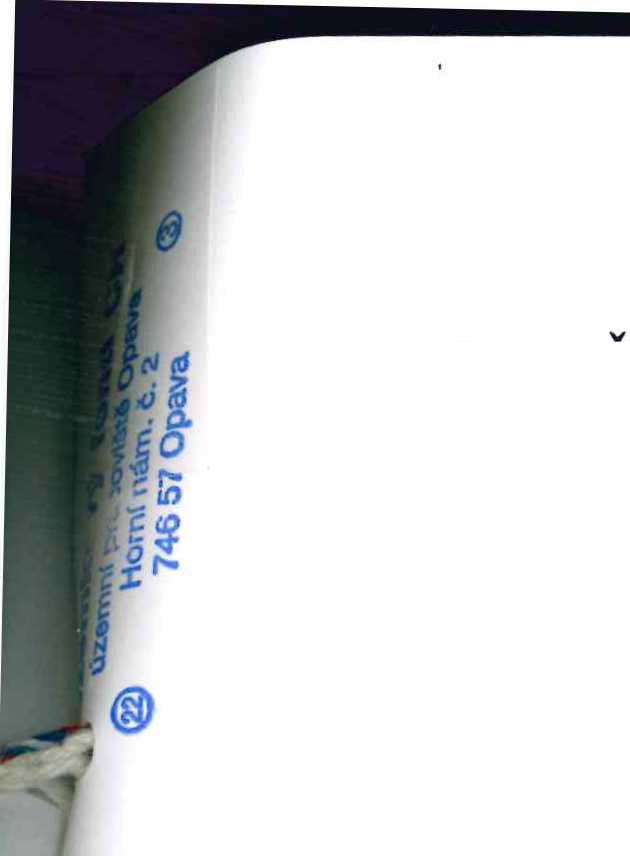 ③
územní pracoviště Opava
Horní nám. č. 2
746 57 Opava
㉒